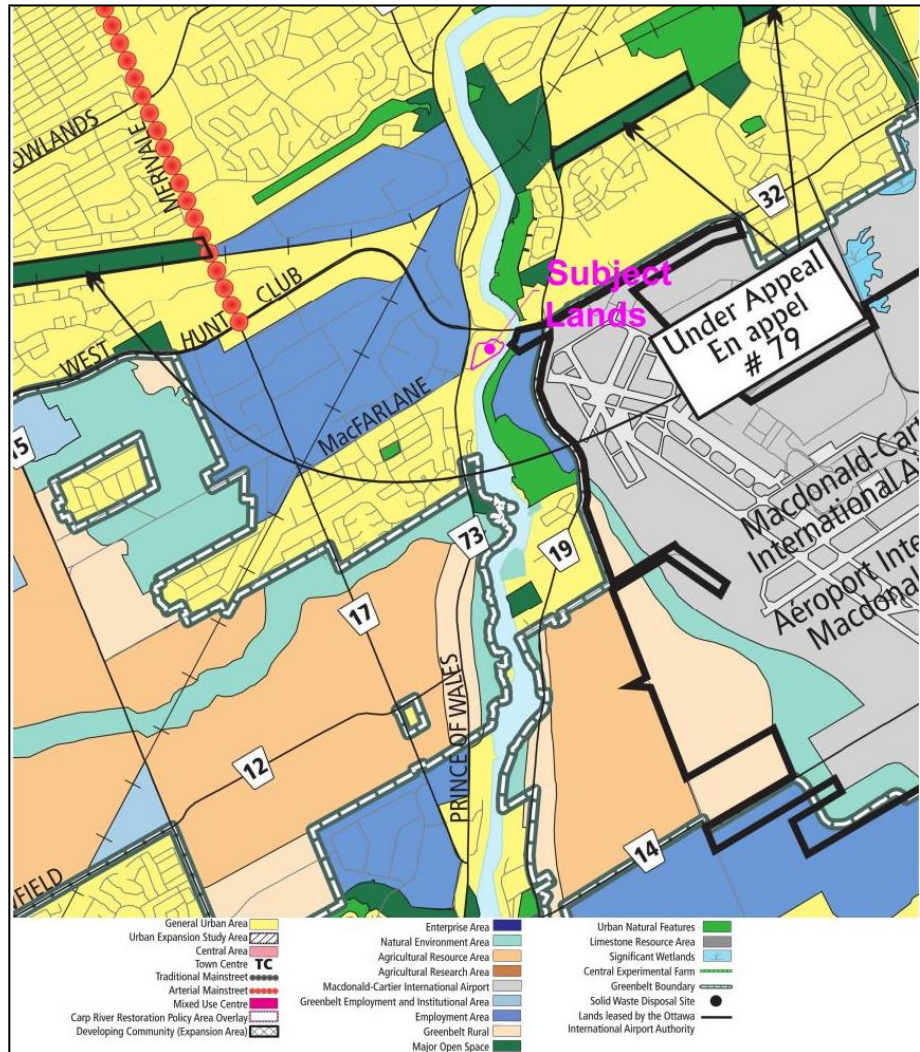 OWLANDS
MERIVALE
32
Subject
Lands
WEST HUNT CLUB
Under Appeal
En appel
# 79
MacFARLANE
15
Macdonald-Car
International A
Aéroport Inte
Macdona
73
19
17
PRINCE OF WALES
12
14
NFIELD
General Urban Area
Urban Expansion Study Area
Central Area
Town Centre TC
Traditional Mainstreet
Arterial Mainstreet
Mixed Use Centre
Carp River Restoration Policy Area Overlay
Developing Community (Expansion Area)
Enterprise Area
Natural Environment Area
Agricultural Resource Area
Agricultural Research Area
Macdonald-Cartier International Airport
Greenbelt Employment and Institutional Area
Employment Area
Greenbelt Rural
Major Open Space
Urban Natural Features
Limestone Resource Area
Significant Wetlands
Central Experimental Farm
Greenbelt Boundary
Solid Waste Disposal Site
Lands leased by the Ottawa
International Airport Authority